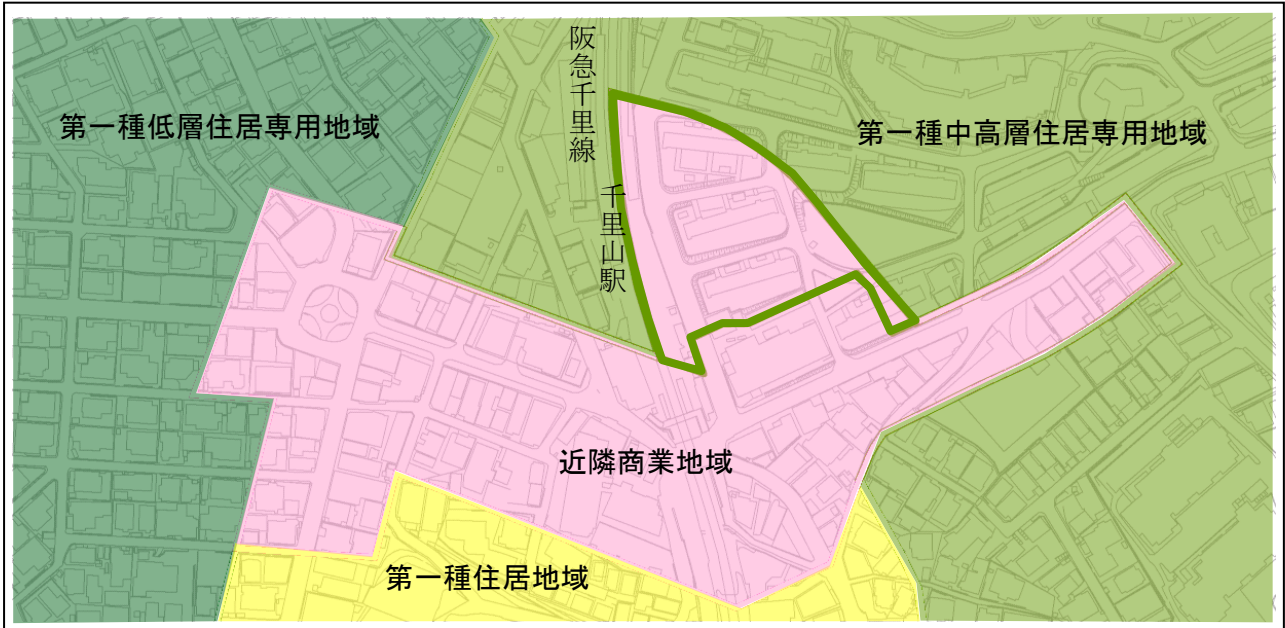 阪急千里線
第一種低層住居専用地域
第一種中高層住居専用地域
千里山駅
近隣商業地域
第一種住居地域